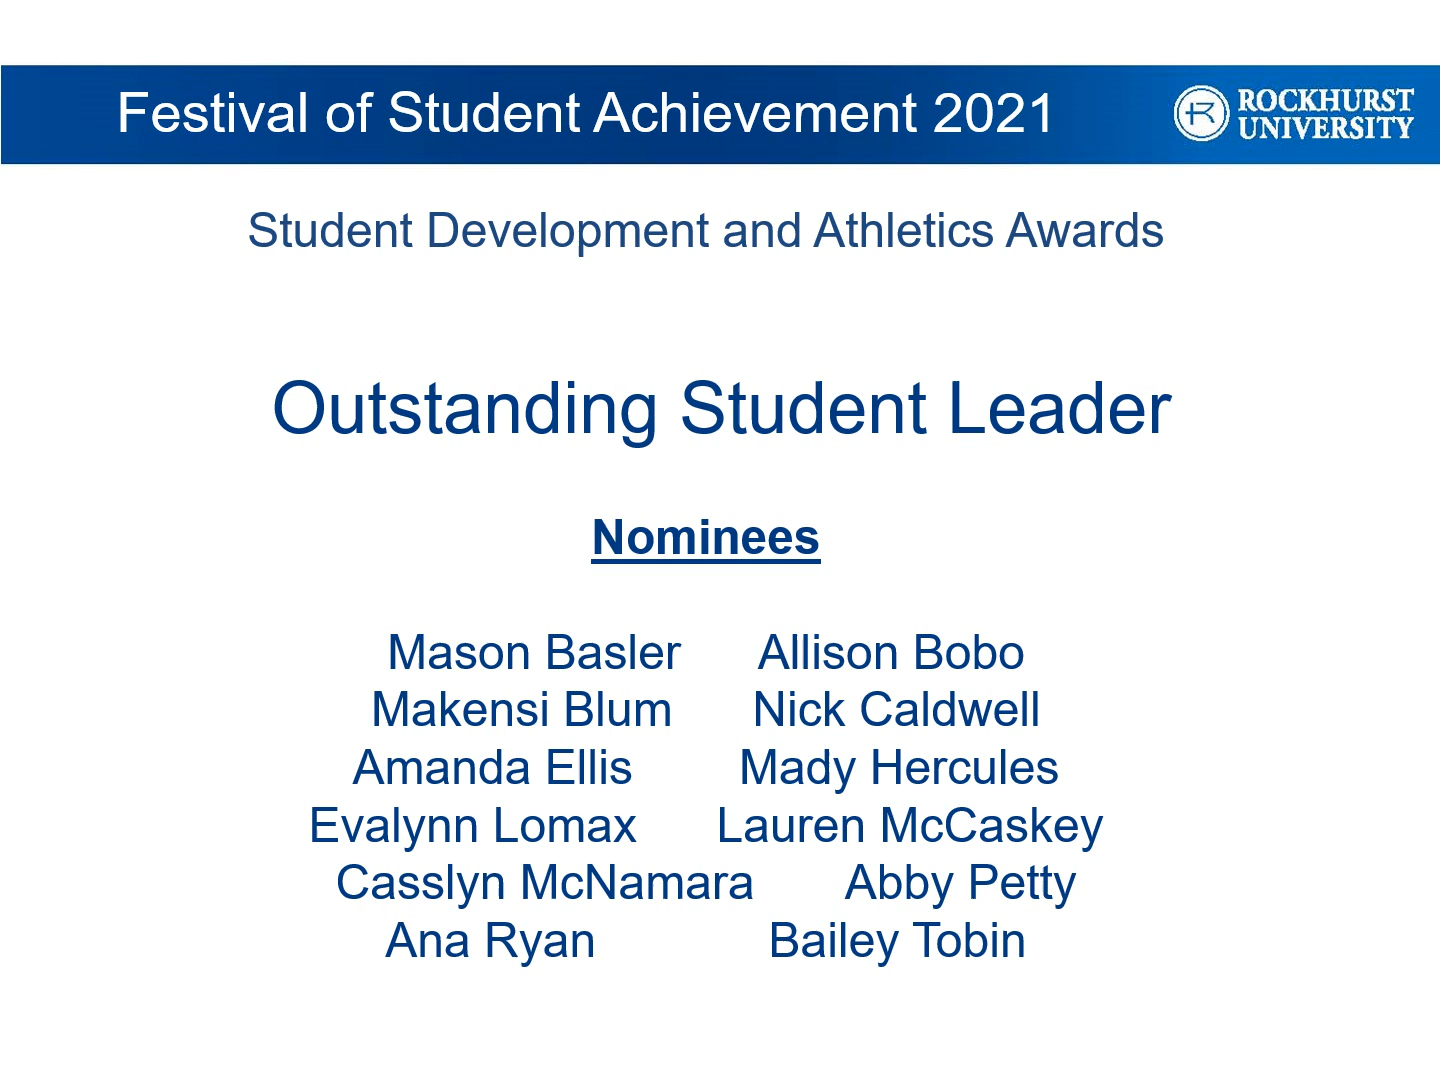 Festival of Student Achievement 2021
ROCKHURST
UNIVERSITY
Student Development and Athletics Awards
Outstanding Student Leader
Nominees
Mason Basler Allison Bobo
Makensi Blum Nick Caldwell
Amanda Ellis Mady Hercules
Evalynn Lomax Lauren McCaskey
Casslyn McNamara Abby Petty
Ana Ryan Bailey Tobin